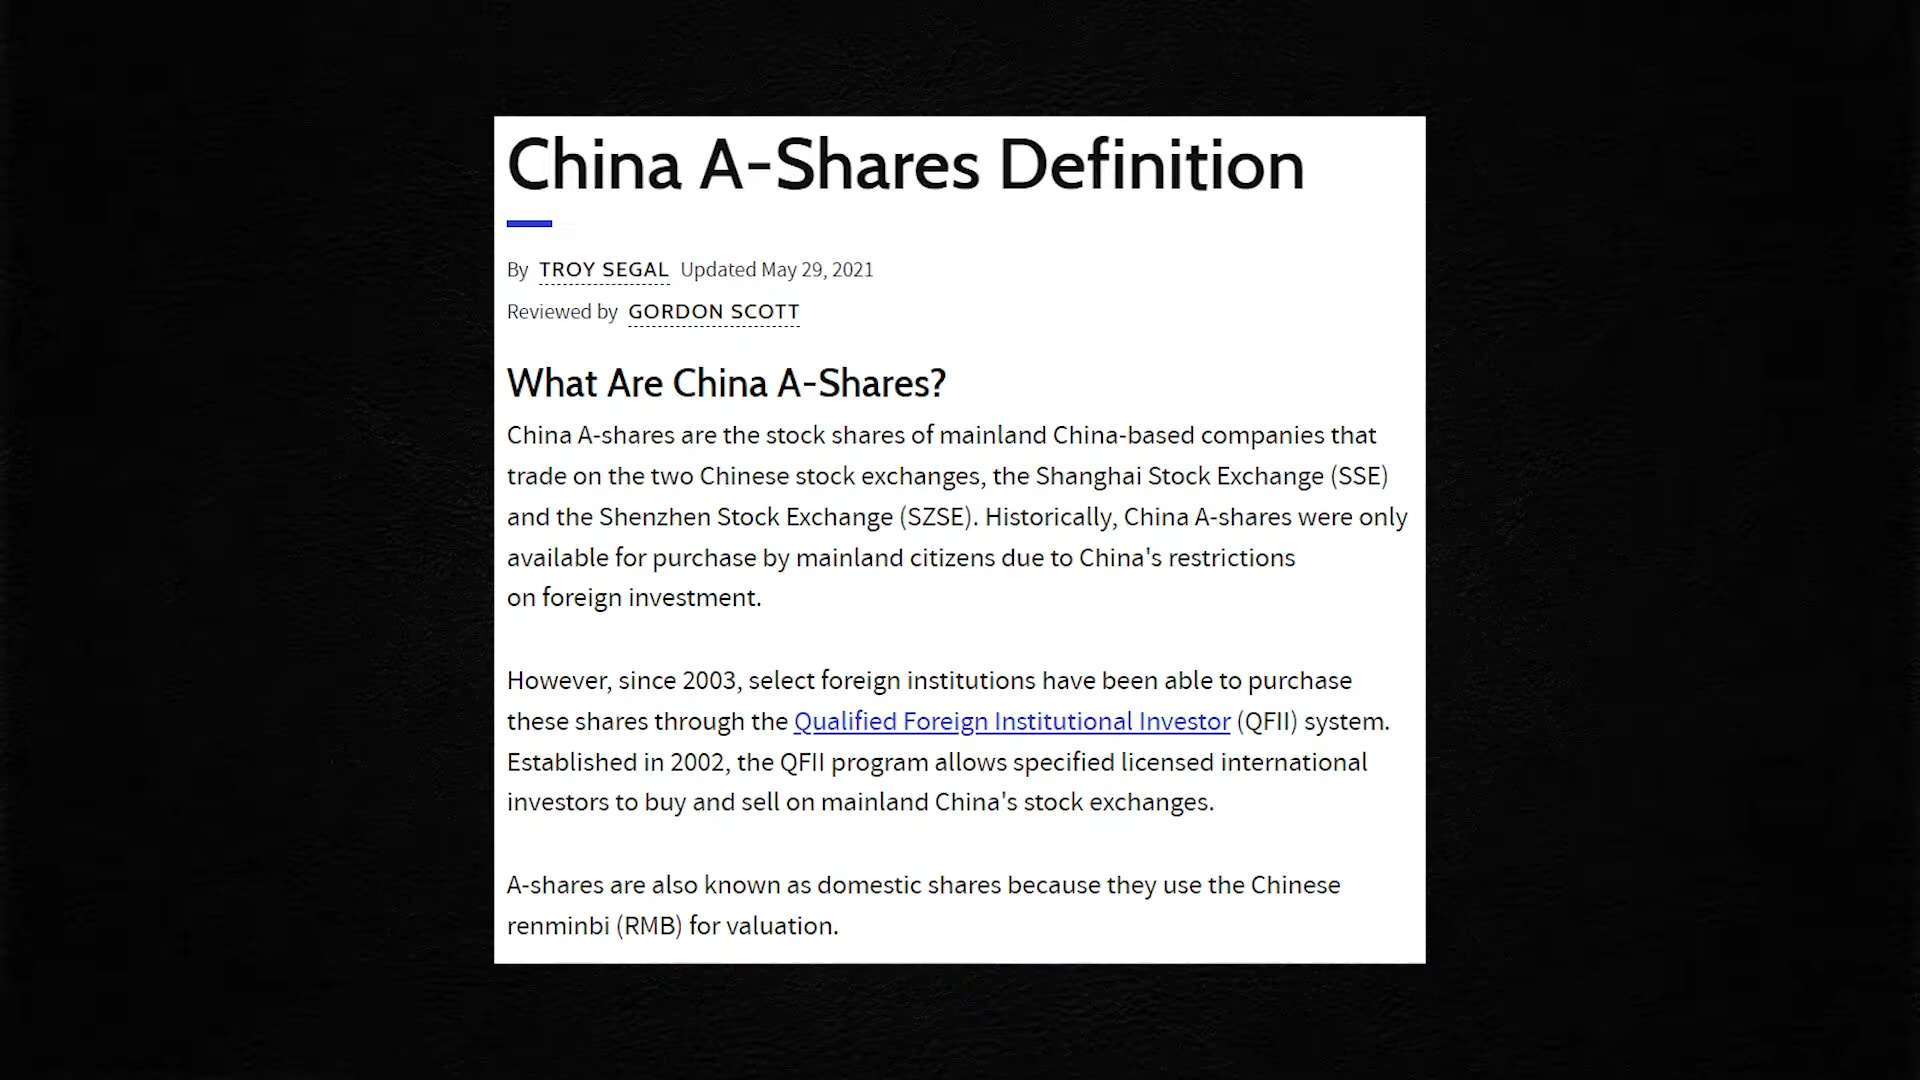 China A-Shares Definition
By TROY SEGAL Updated May 29, 2021
Reviewed by GORDON SCOTT
What Are China A-Shares?
China A-shares are the stock shares of mainland China-based companies that
trade on the two Chinese stock exchanges, the Shanghai Stock Exchange (SSE)
and the Shenzhen Stock Exchange (SZSE). Historically, China A-shares were only
available for purchase by mainland citizens due to China's restrictions
on foreign investment.
However, since 2003, select foreign institutions have been able to purchase
these shares through the Qualified Foreign Institutional Investor (QFII) system.
Established in 2002, the QFII program allows specified licensed international
investors to buy and sell on mainland China's stock exchanges.
A-shares are also known as domestic shares because they use the Chinese
renminbi (RMB) for valuation.